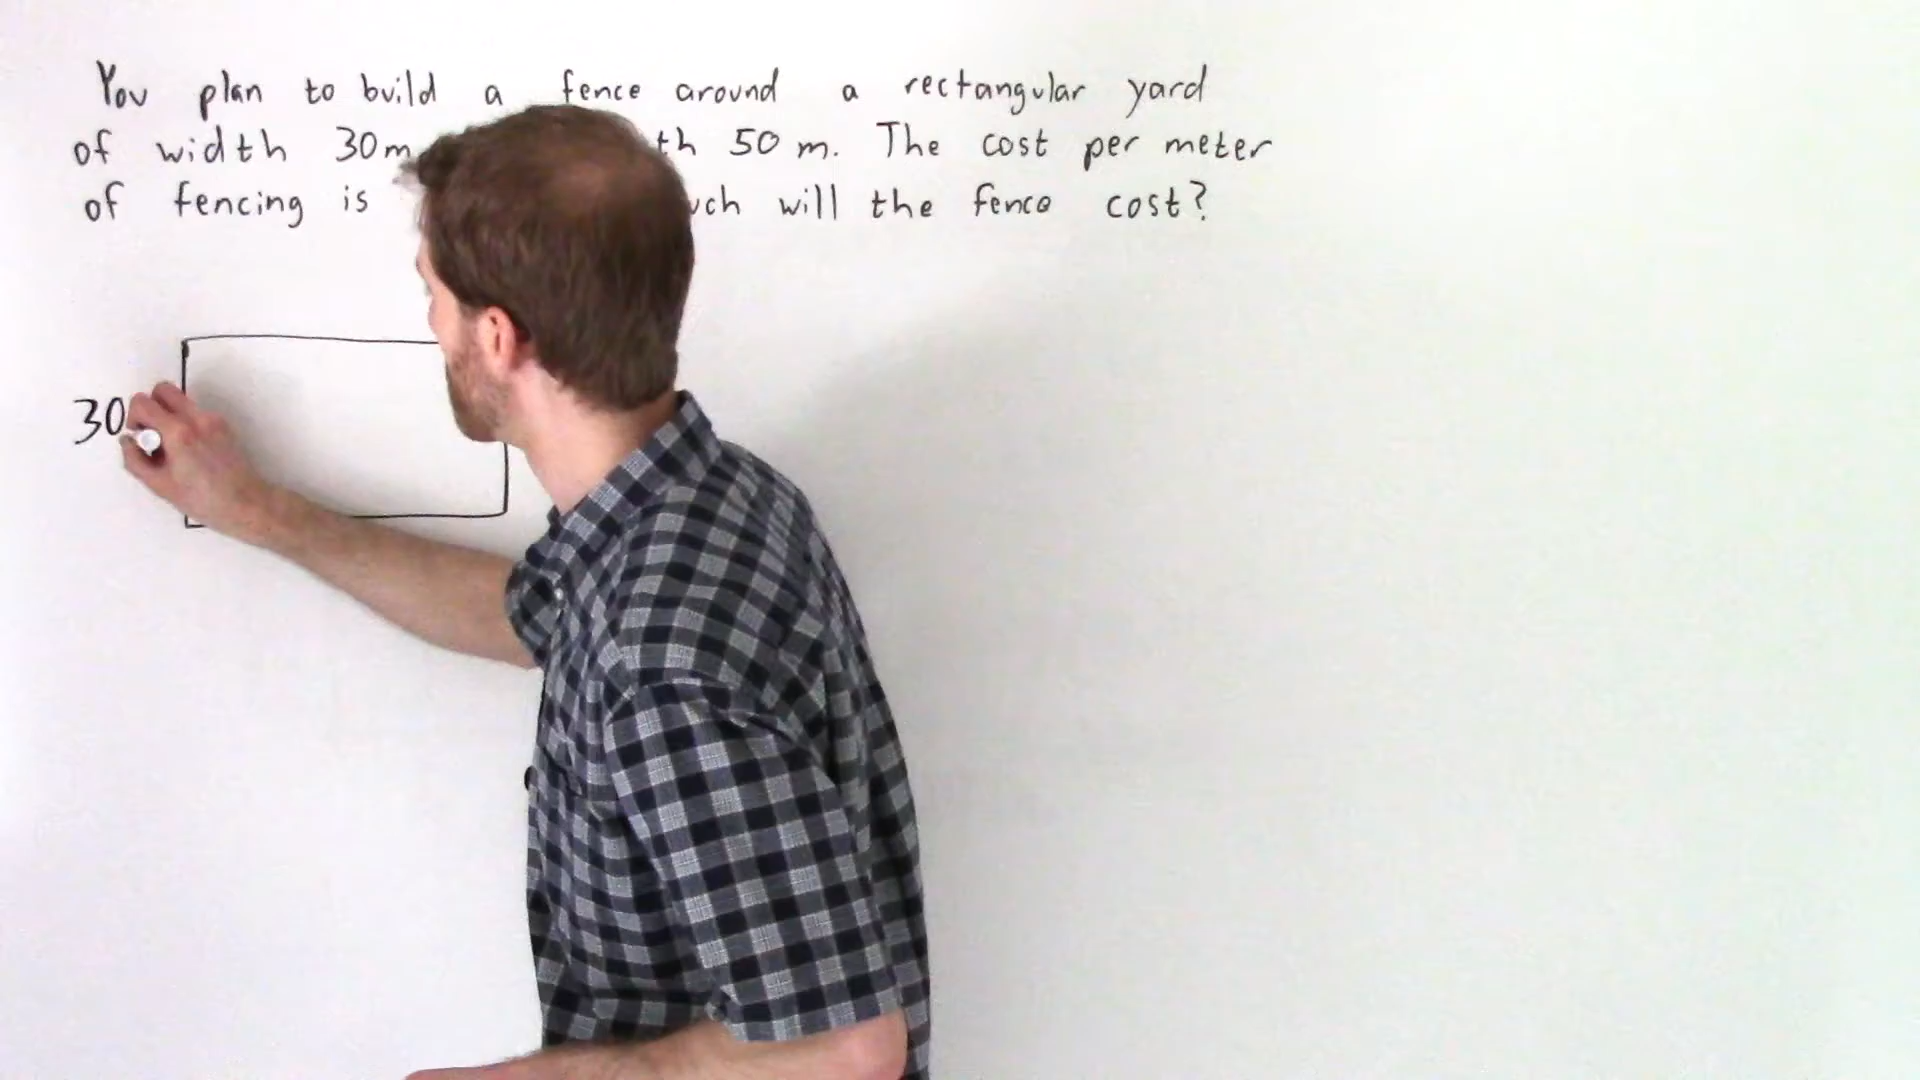 You plan to build a fence around a rectangular yard
of width 30m th 50 m. The cost per meter
of fencing is uch will the fence cost?
30